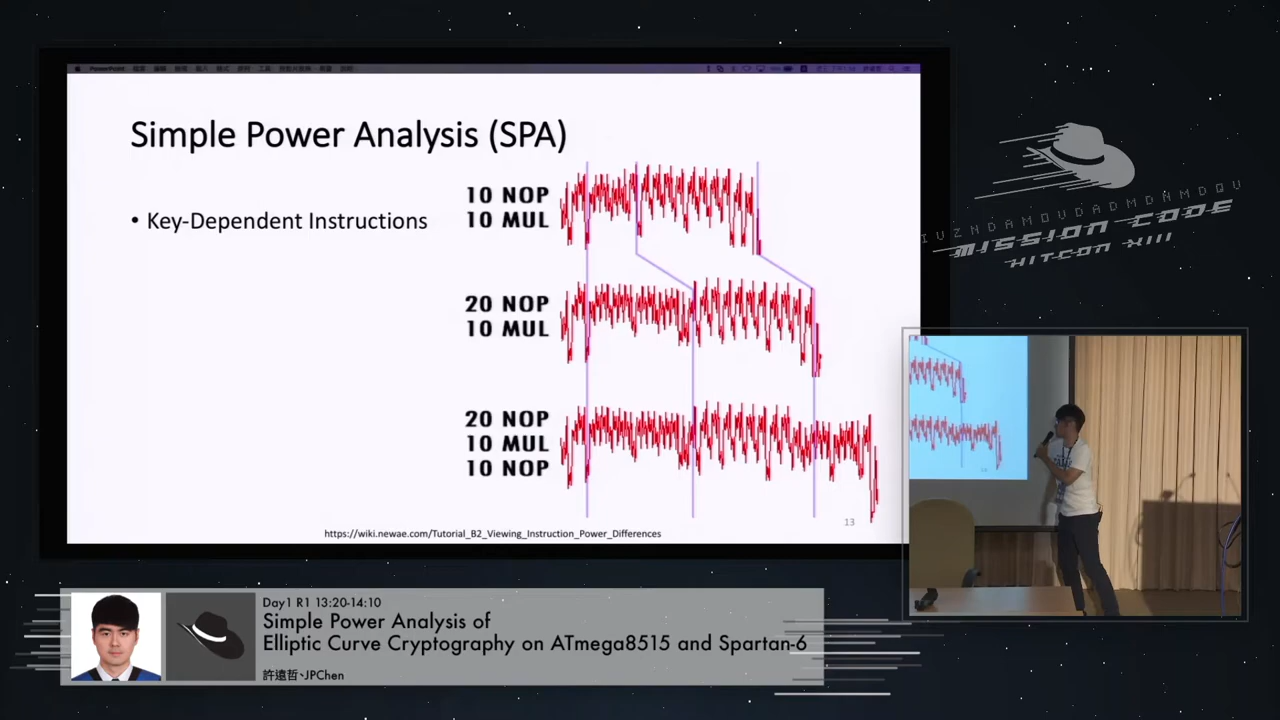 PowerPoint
Simple Power Analysis (SPA)
• Key-Dependent Instructions
10 NOP
10 MUL
20 NOP
10 MUL
20 NOP
10 MUL
10 NOP
13
https://wiki.newae.com/Tutorial_B2_Viewing_Instruction_Power_Differences
MISSION CODE
HITCON XIII
Day1 R1 13:20-14:10
Simple Power Analysis of
Elliptic Curve Cryptography on ATmega8515 and Spartan-6
許遠哲、JPChen